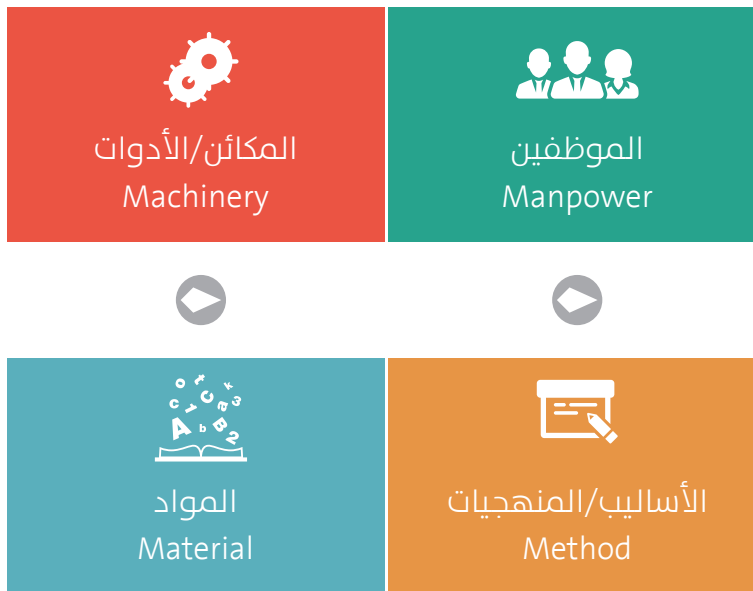 الموظفين
Manpower
المكائن/الأدوات
Machinery
الأساليب/المنهجيات
Method
المواد
Material